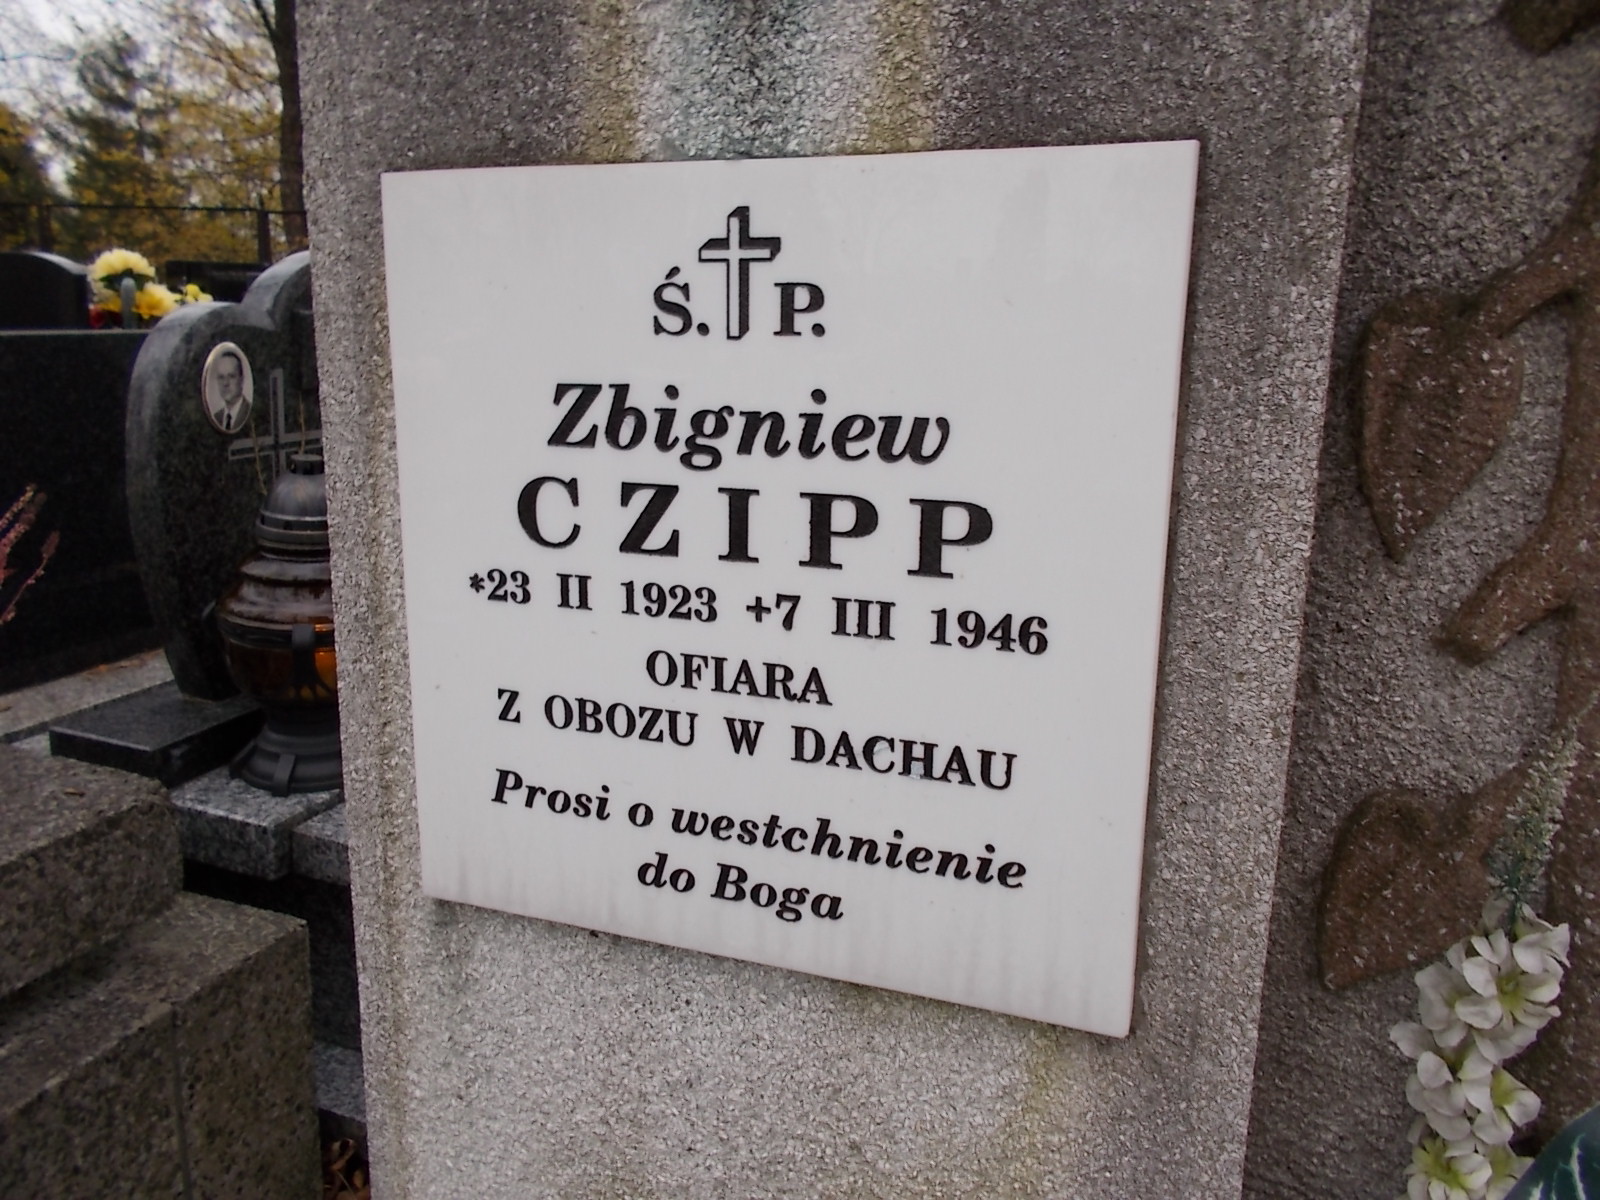 Ś. P.
Zbigniew
CZIPP
*23 II 1923 +7 III 1946
OFIARA
Z OBOZU W DACHAU
Prosi o westchnienie
do Boga